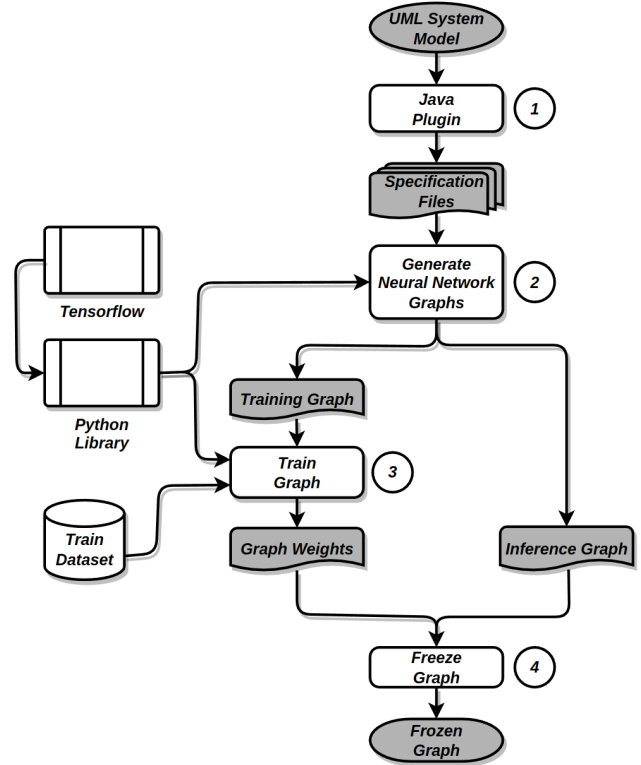 UML System
Model
Java
Plugin
1
Specification
Files
Generate
Neural Network
Graphs
2
Tensorflow
Python
Library
Training Graph
Train
Graph
3
Train
Dataset
Graph Weights
Inference Graph
Freeze
Graph
4
Frozen
Graph